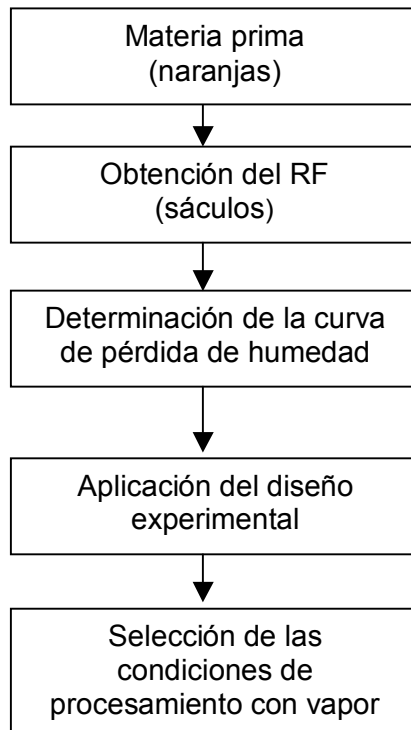 Materia prima
(naranjas)
Obtención del RF
(sáculos)
Determinación de la curva
de pérdida de humedad
Aplicación del diseño
experimental
Selección de las
condiciones de
procesamiento con vapor